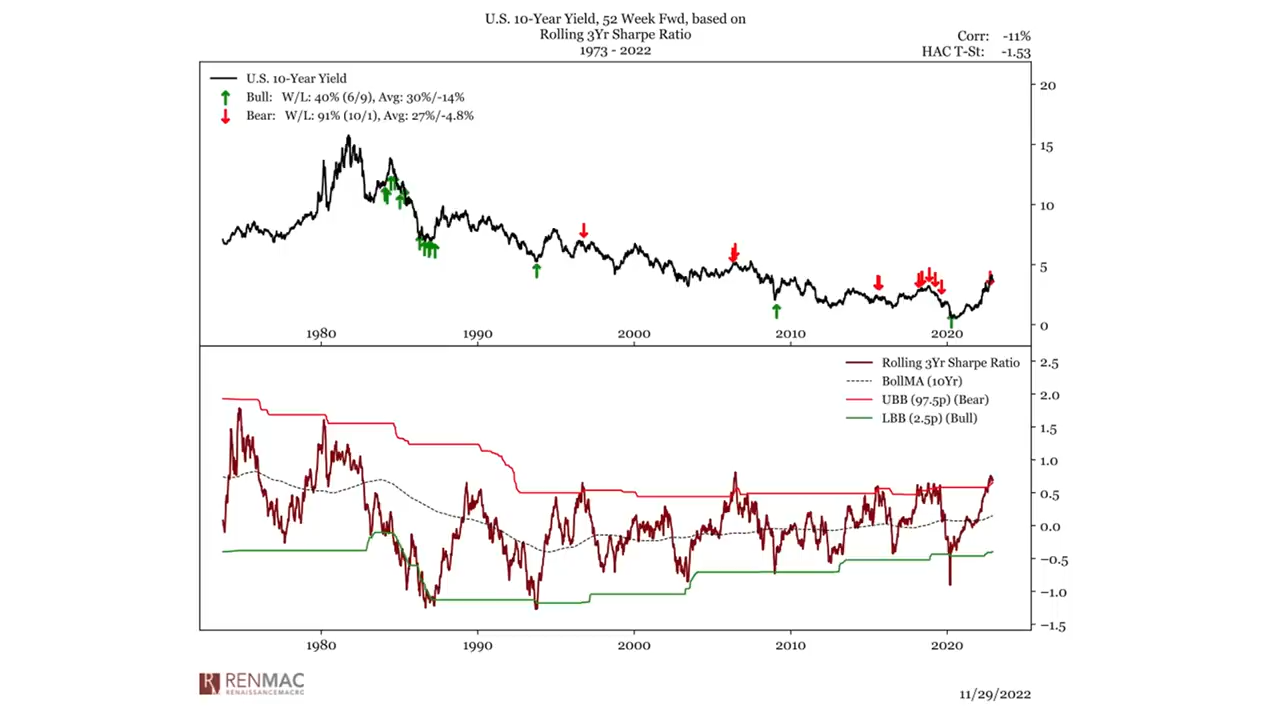 U.S. 10-Year Yield, 52 Week Fwd, based on
Rolling 3Yr Sharpe Ratio
1973 - 2022
Corr: -11%
HAC T-St: -1.53
U.S. 10-Year Yield
Bull: W/L: 40% (6/9), Avg: 30%/-14%
Bear: W/L: 91% (10/1), Avg: 27%/-4.8%
20
15
10
5
0
1980 1990 2000 2010 2020
Rolling 3Yr Sharpe Ratio
BollMA (10Yr)
UBB (97.5p) (Bear)
LBB (2.5p) (Bull)
2.5
2.0
1.5
1.0
0.5
0.0
−0.5
−1.0
−1.5
1980 1990 2000 2010 2020
RENMAC
RENAISSANCEMACRO
11/29/2022